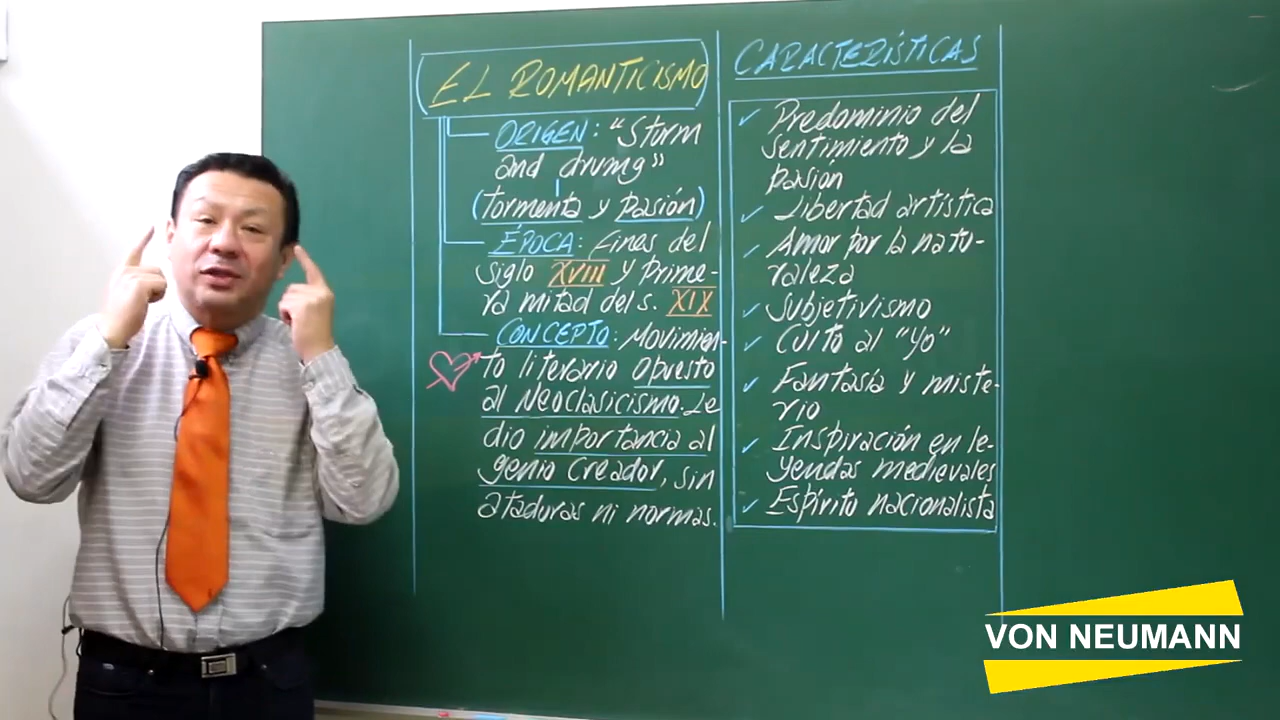 EL ROMANTICISMO
ORIGEN: "Storm
and drumg"
(tormenta y pasión)
ÉPOCA: Fines del
siglo XVIII y prime-
ra mitad del s. XIX
CONCEPTO: Movimien-
to literario opuesto
al Neoclasicismo. Le
dio importancia al
genio creador, sin
ataduras ni normas.
CARACTERÍSTICAS
✓ Predominio del
sentimiento y la
pasión
✓ Libertad artística
✓ Amor por la natu-
raleza
✓ Subjetivismo
✓ Culto al "yo"
✓ Fantasía y miste-
rio
✓ Inspiración en le-
yendas medievales
✓ Espírito nacionalista
VON NEUMANN